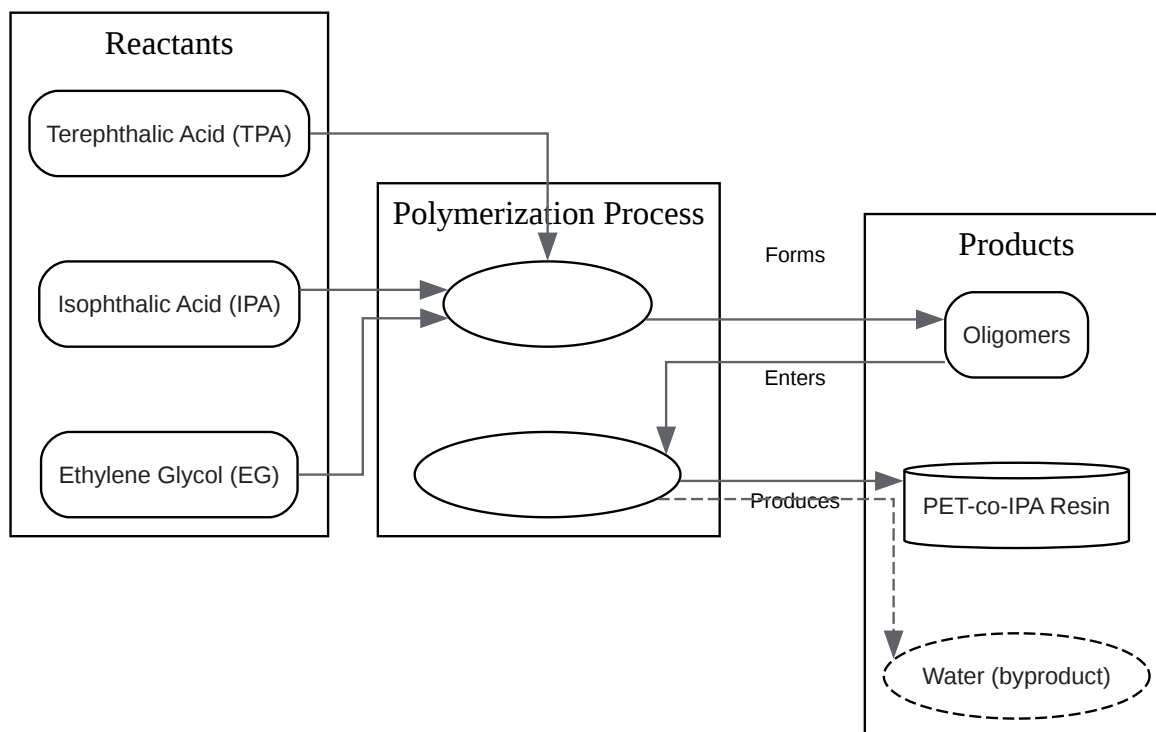 Reactants
Terephthalic Acid (TPA)
Isophthalic Acid (IPA)
Ethylene Glycol (EG)
Polymerization Process
Forms
Enters
Produces
Products
Oligomers
PET-co-IPA Resin
Water (byproduct)